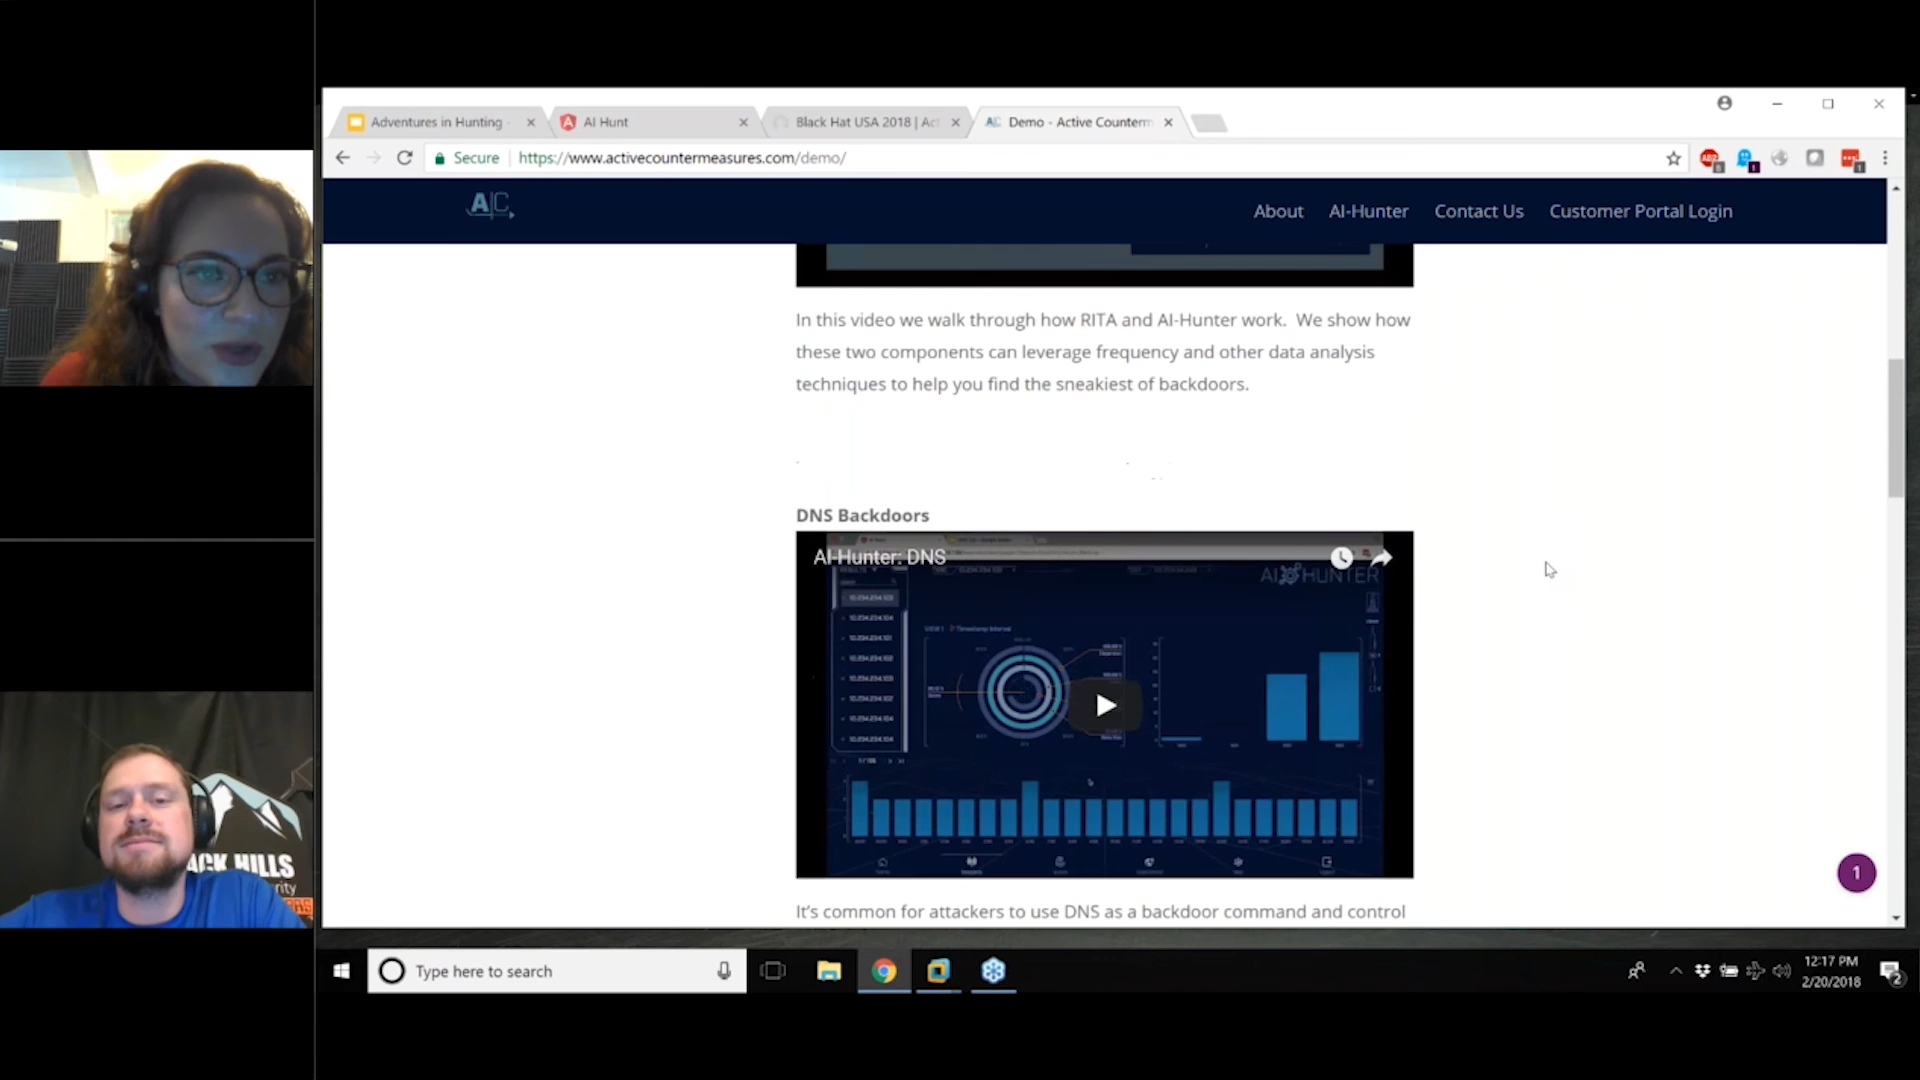 Adventures in Hunting -
AI Hunt
Black Hat USA 2018 | Act
Demo - Active Counterm
Secure
https://www.activecountermeasures.com/demo/
A|C
About
AI-Hunter
Contact Us
Customer Portal Login
In this video we walk through how RITA and AI-Hunter work. We show how
these two components can leverage frequency and other data analysis
techniques to help you find the sneakiest of backdoors.
DNS Backdoors
AI-Hunter: DNS
AI HUNTER
1
It's common for attackers to use DNS as a backdoor command and control
ACK HILLS
Type here to search
12:17 PM
2/20/2018
2